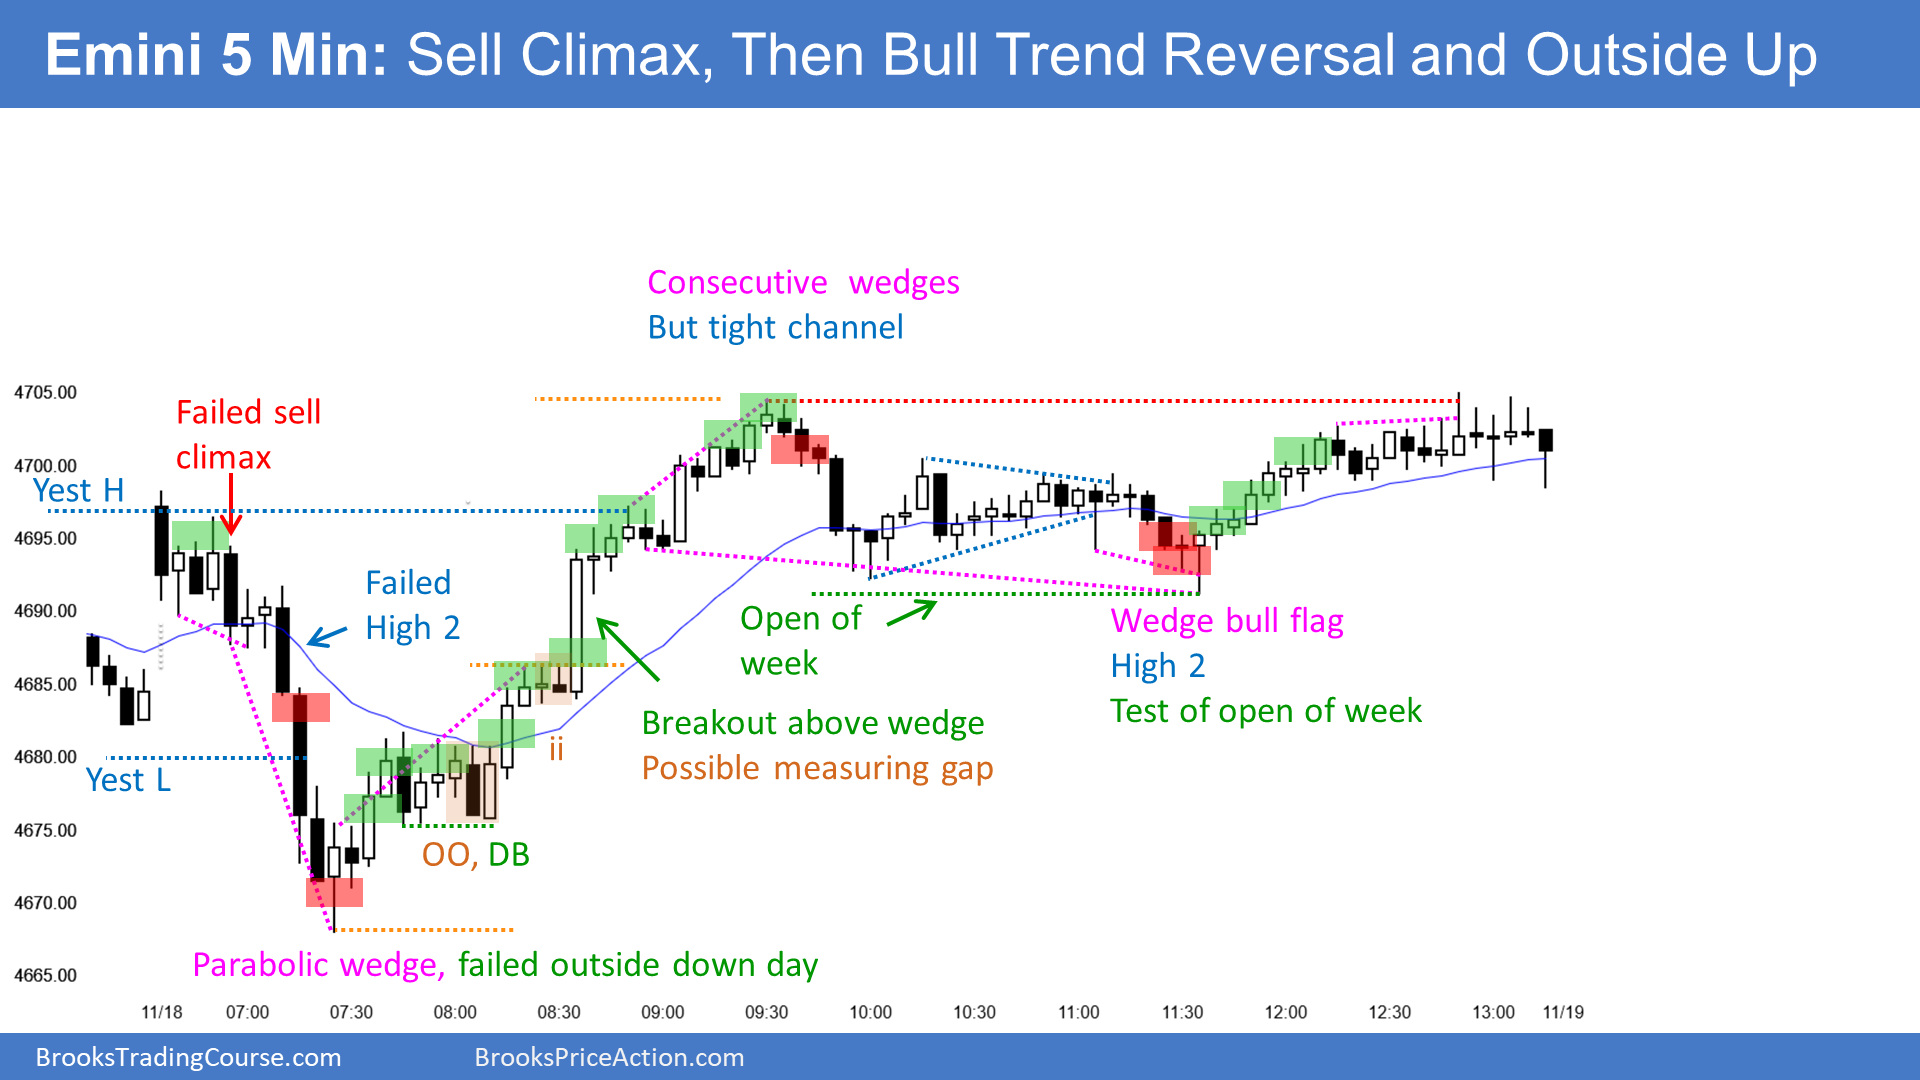 Emini 5 Min: Sell Climax, Then Bull Trend Reversal and Outside Up
Consecutive wedges
But tight channel
4705.00
Failed sell
climax
4700.00
Yest H
4695.00
Failed
High 2
4690.00
Open of
week
Wedge bull flag
High 2
Test of open of week
4685.00
Breakout above wedge
Possible measuring gap
ii
4680.00
Yest L
4675.00
OO, DB
4670.00
Parabolic wedge, failed outside down day
4665.00
11/18 07:00 07:30 08:00 08:30 09:00 09:30 10:00 10:30 11:00 11:30 12:00 12:30 13:00 11/19
BrooksTradingCourse.com BrooksPriceAction.com